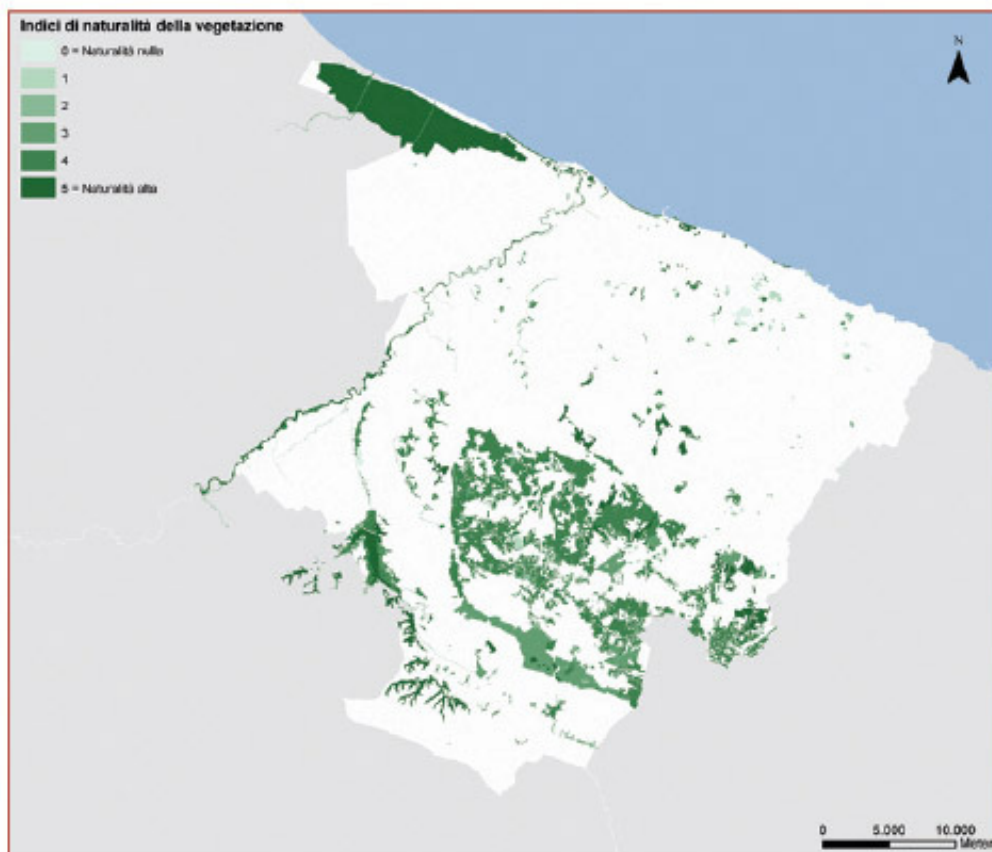 Indici di naturalità della vegetazione
0 = Naturalità nulla
1
2
3
4
5 = Naturalità alta
N
0 5.000 10.000
Meters